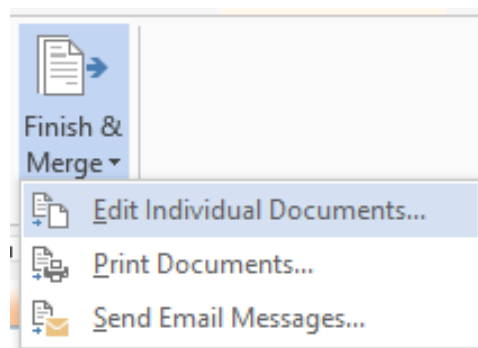 Finish &
Merge
Edit Individual Documents...
Print Documents...
Send Email Messages...